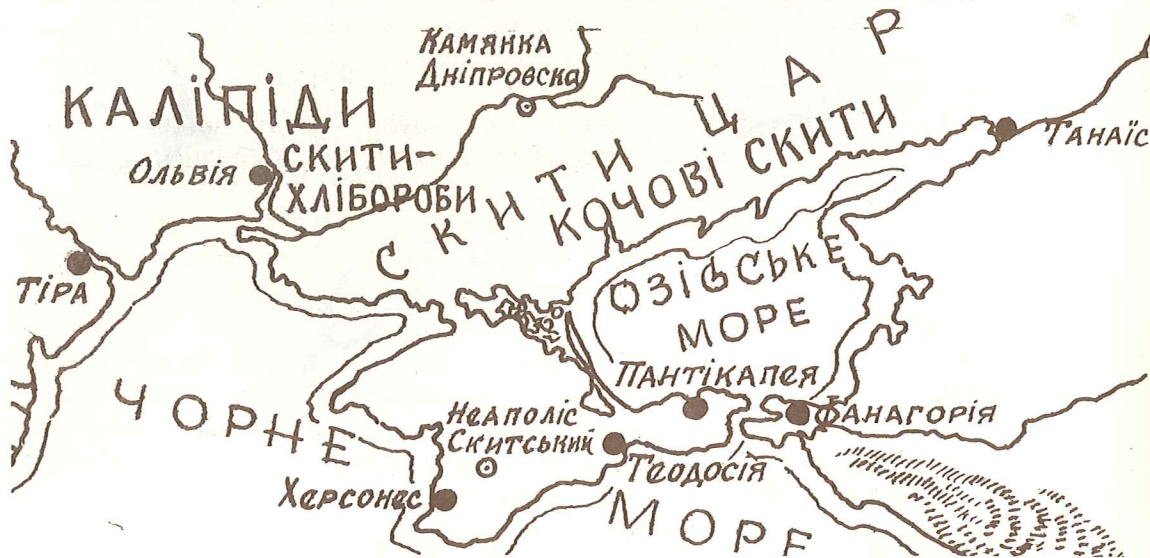 КАМЯНКА
ДНІПРОВСКА
КАЛІПІДИ
СКИТИ-
ХЛІБОРОБИ
ОЛЬВІЯ
СКИТИ ЦАР
КОЧОВІ СКИТИ
ТАНАЇС
ТІРА
ОЗІВСЬКЕ
МОРЕ
ПАНТІКАПЕЯ
ФАНАГОРІЯ
ЧОРНЕ
МОРЕ
НЕАПОЛІС
СКИТСЬКИЙ
ТЕОДОСІЯ
ХЕРСОНЕС